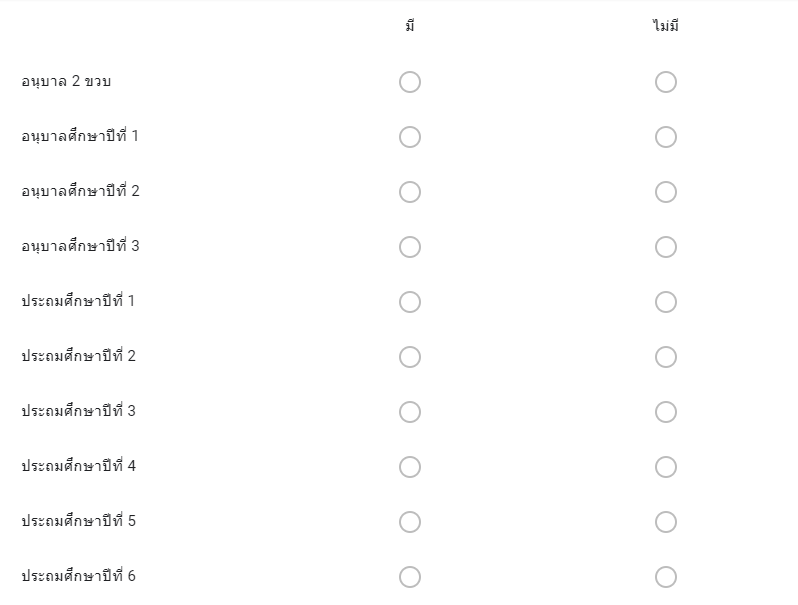 มี ไม่มี
อนุบาล 2 ขวบ
อนุบาลศึกษาปีที่ 1
อนุบาลศึกษาปีที่ 2
อนุบาลศึกษาปีที่ 3
ประถมศึกษาปีที่ 1
ประถมศึกษาปีที่ 2
ประถมศึกษาปีที่ 3
ประถมศึกษาปีที่ 4
ประถมศึกษาปีที่ 5
ประถมศึกษาปีที่ 6